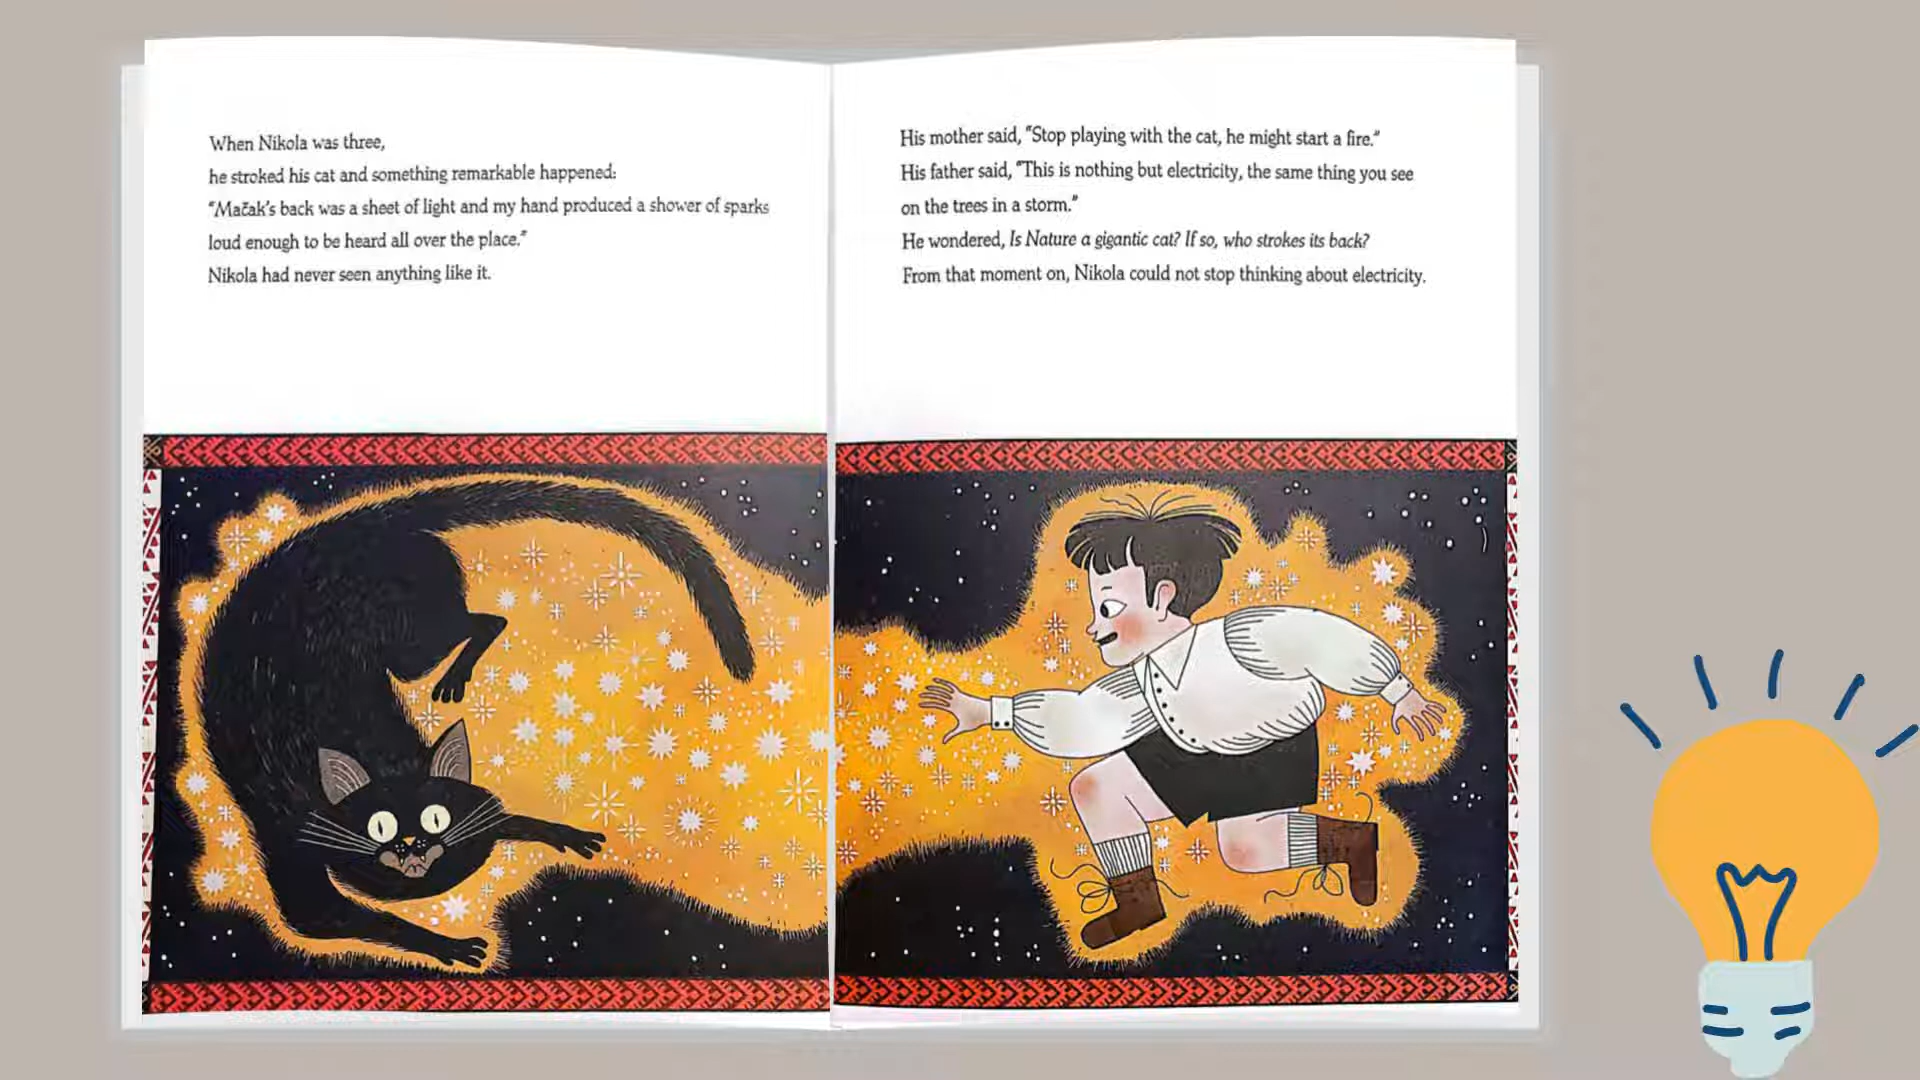 When Nikola was three,
he stroked his cat and something remarkable happened:
"Mačak's back was a sheet of light and my hand produced a shower of sparks
loud enough to be heard all over the place."
Nikola had never seen anything like it.
His mother said, "Stop playing with the cat, he might start a fire."
His father said, "This is nothing but electricity, the same thing you see
on the trees in a storm."
He wondered, Is Nature a gigantic cat? If so, who strokes its back?
From that moment on, Nikola could not stop thinking about electricity.